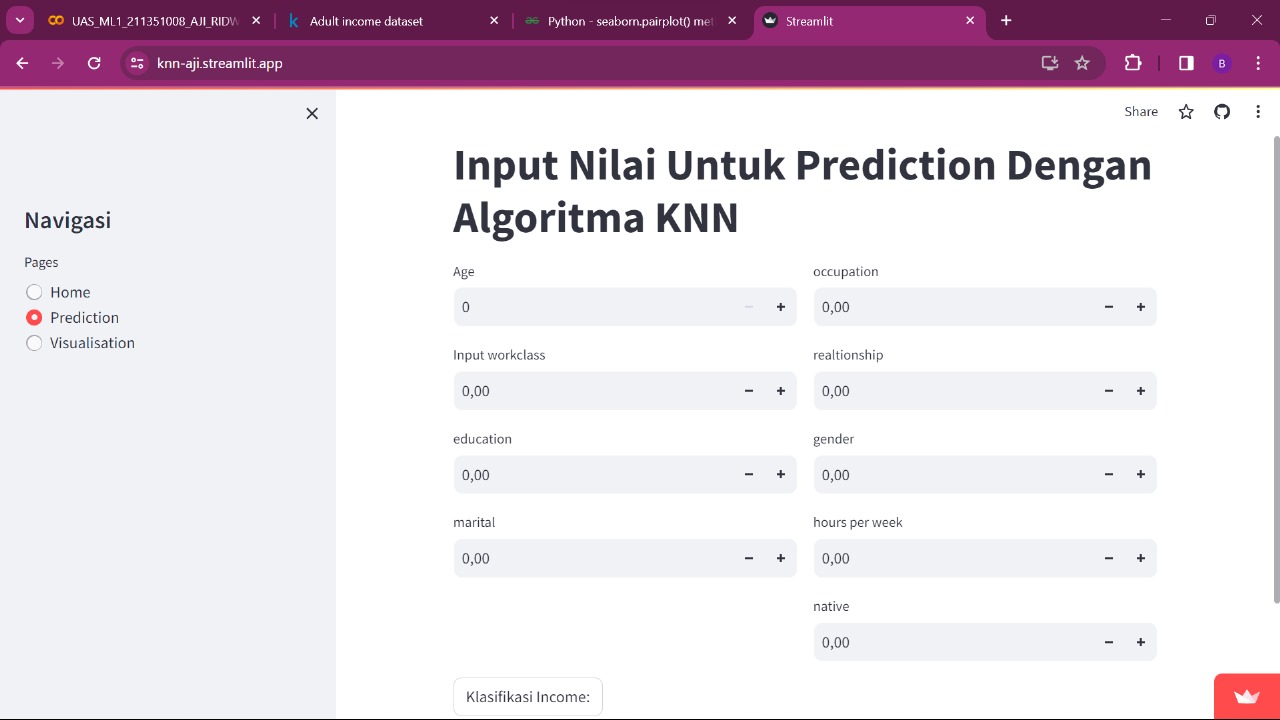 UAS_ML1_211351008_AJI_RIDW
Adult income dataset
Python - seaborn.pairplot() met
Streamlit
knn-aji.streamlit.app
B
Share
Navigasi
Pages
Home
Prediction
Visualisation
Input Nilai Untuk Prediction Dengan
Algoritma KNN
Age
0
Input workclass
0,00
education
0,00
marital
0,00
occupation
0,00
realtionship
0,00
gender
0,00
hours per week
0,00
native
0,00
Klasifikasi Income: